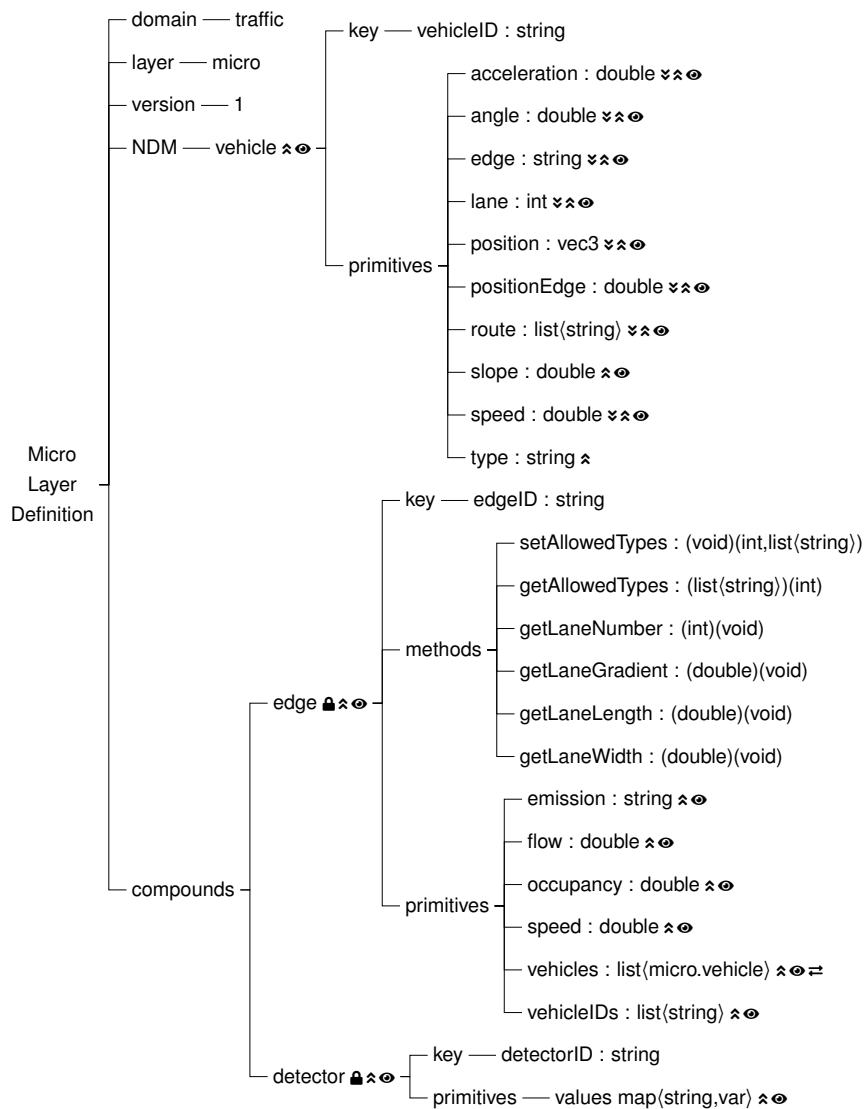 domain
traffic
layer
micro
version
1
NDM
vehicle
key
vehicleID : string
primitives
acceleration : double
angle : double
edge : string
lane : int
position : vec3
positionEdge : double
route : list⟨string⟩
slope : double
speed : double
type : string
Micro
Layer
Definition
compounds
edge
key
edgeID : string
methods
setAllowedTypes : (void)(int,list⟨string⟩)
getAllowedTypes : (list⟨string⟩)(int)
getLaneNumber : (int)(void)
getLaneGradient : (double)(void)
getLaneLength : (double)(void)
getLaneWidth : (double)(void)
primitives
emission : string
flow : double
occupancy : double
speed : double
vehicles : list⟨micro.vehicle⟩
vehicleIDs : list⟨string⟩
detector
key
detectorID : string
primitives
values map⟨string,var⟩